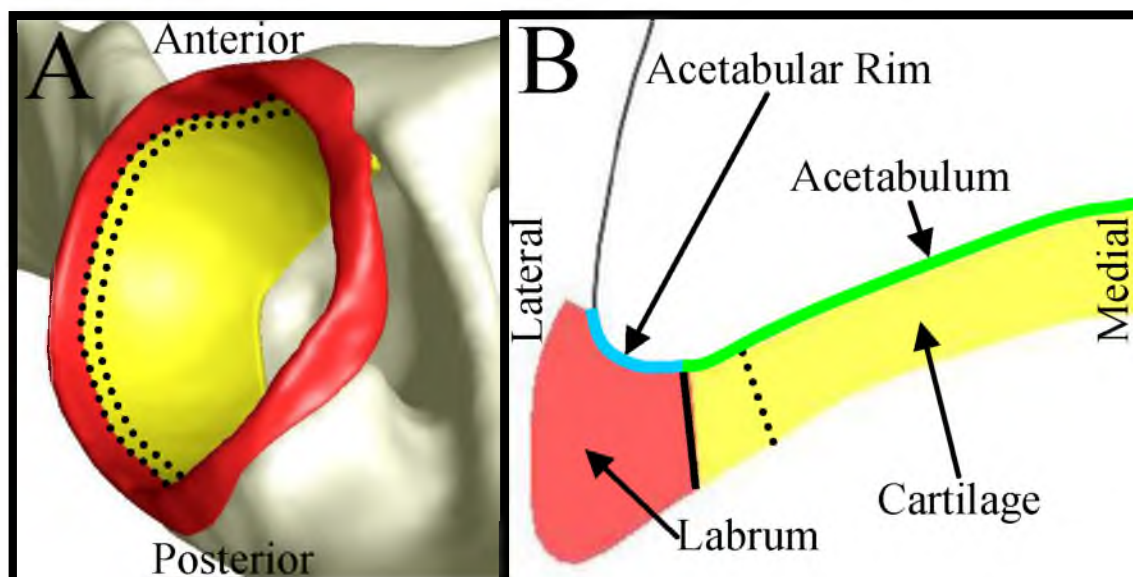 A
Anterior
Posterior
B
Acetabular Rim
Acetabulum
Lateral
Medial
Cartilage
Labrum